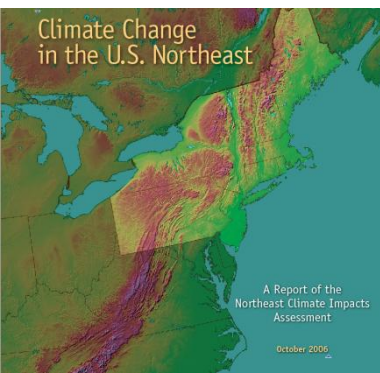 Climate Change
in the U.S. Northeast
A Report of the
Northeast Climate Impacts
Assessment
October 2006